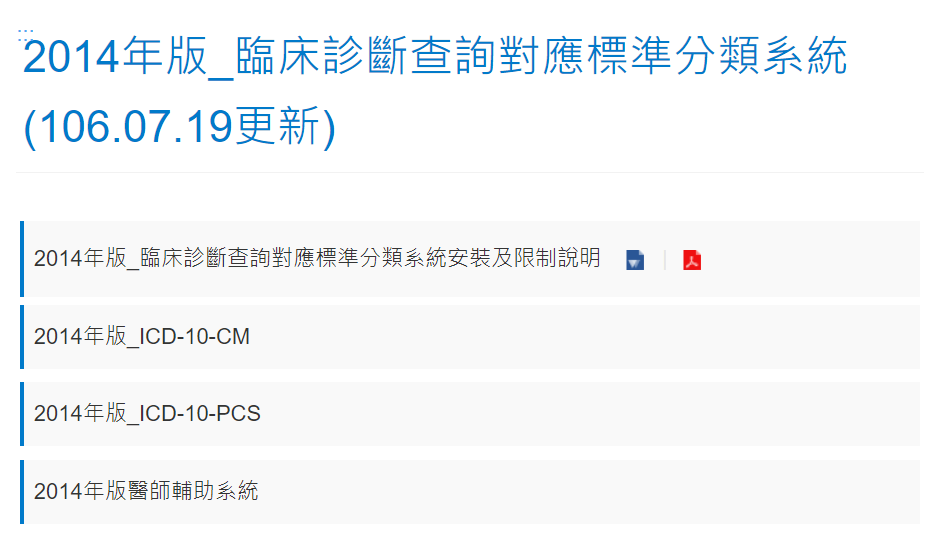 :::
2014年版_臨床診斷查詢對應標準分類系統
(106.07.19更新)
2014年版_臨床診斷查詢對應標準分類系統安裝及限制說明
2014年版_ICD-10-CM
2014年版_ICD-10-PCS
2014年版醫師輔助系統